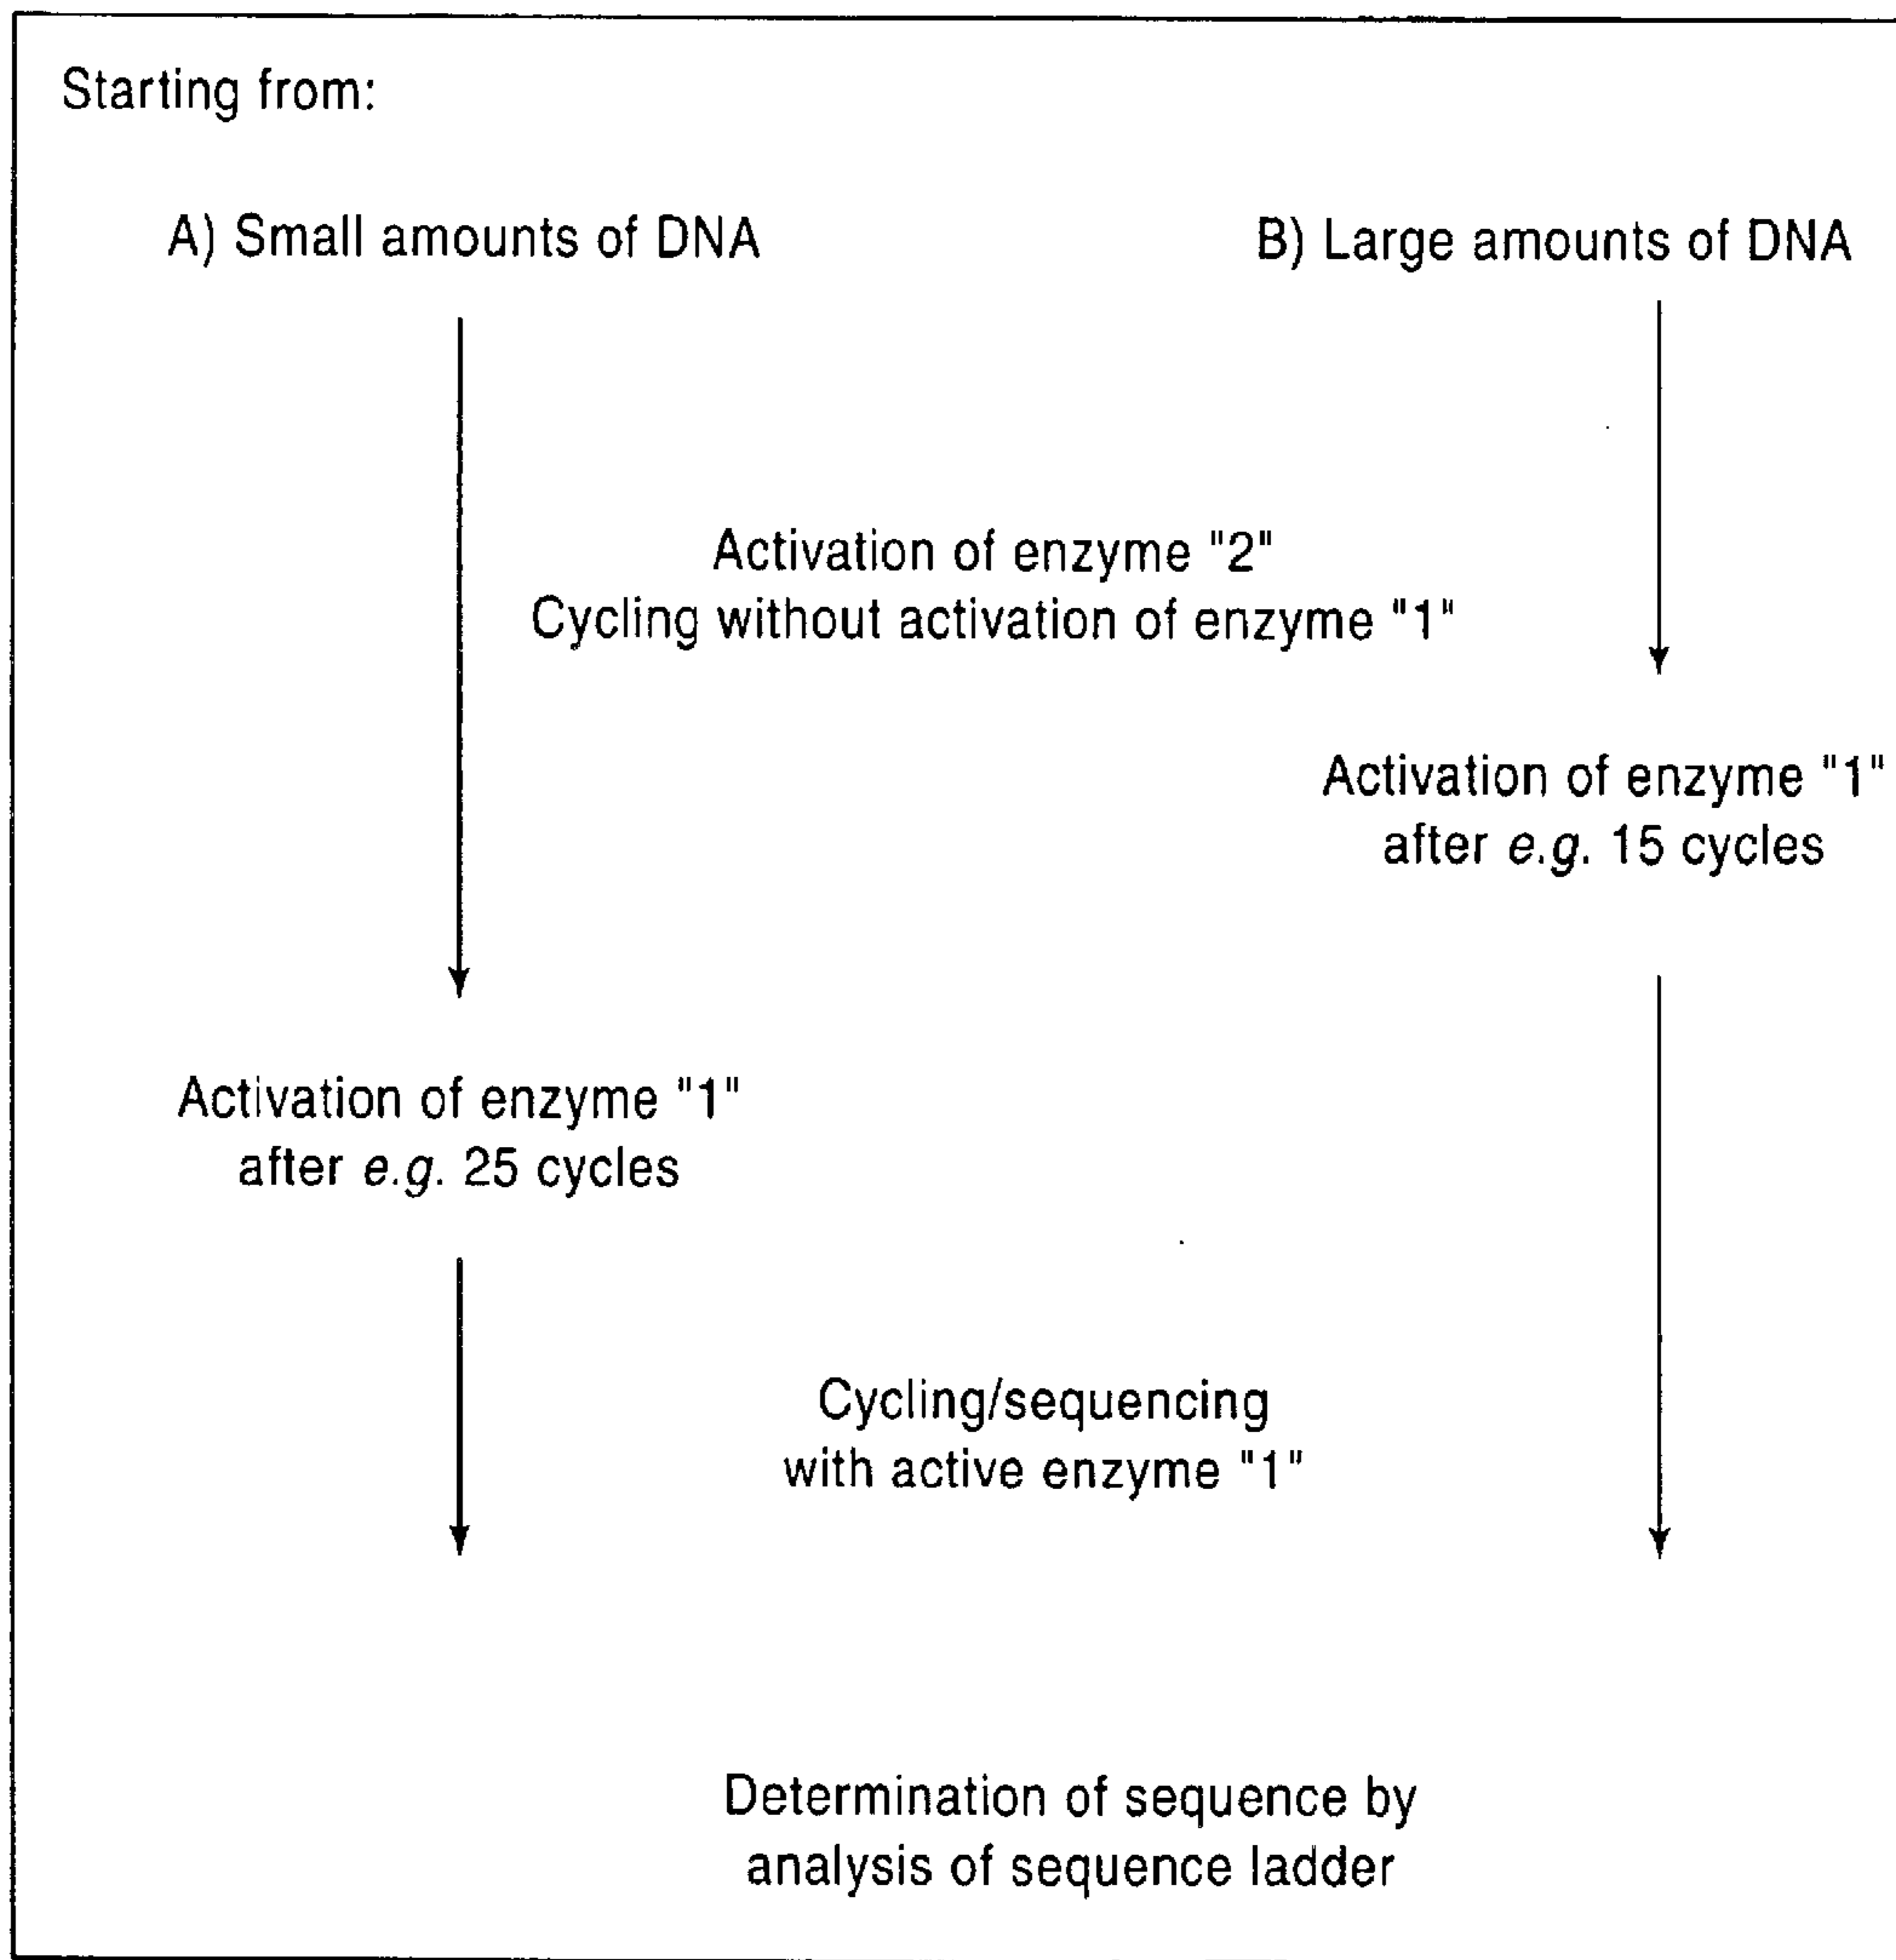 Starting from:
A) Small amounts of DNA
B) Large amounts of DNA
Activation of enzyme "2"
Cycling without activation of enzyme "1"
Activation of enzyme "1"
after e.g. 15 cycles
Activation of enzyme "1"
after e.g. 25 cycles
Cycling/sequencing
with active enzyme "1"
Determination of sequence by
analysis of sequence ladder